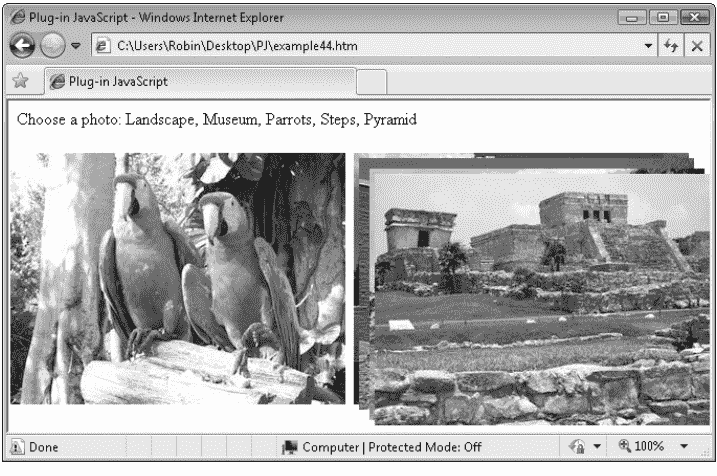 Plug-in JavaScript - Windows Internet Explorer
C:\Users\Robin\Desktop\PJ\example44.htm
Plug-in JavaScript
Choose a photo: Landscape, Museum, Parrots, Steps, Pyramid
Done
Computer | Protected Mode: Off
100%